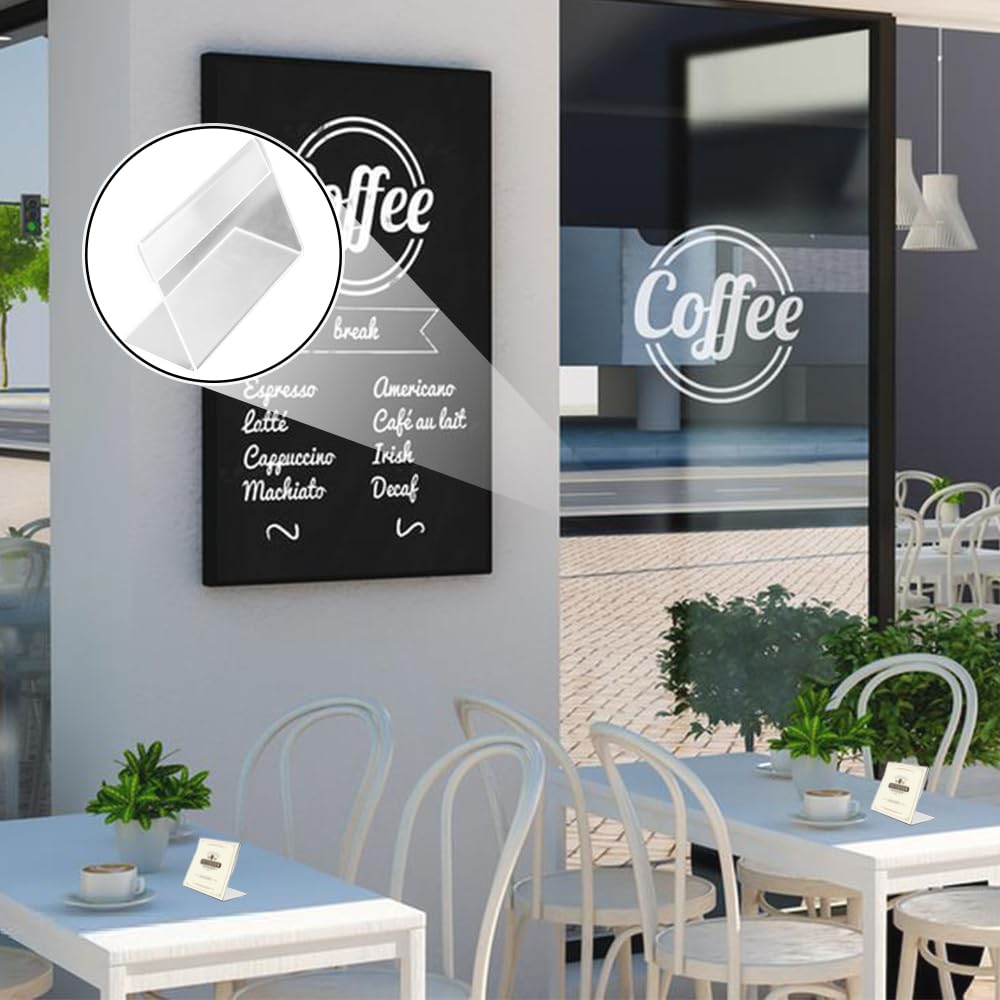 Coffee
break
Espresso
Latté
Cappuccino
Machiato
Americano
Café au lait
Irish
Decaf
Coffee